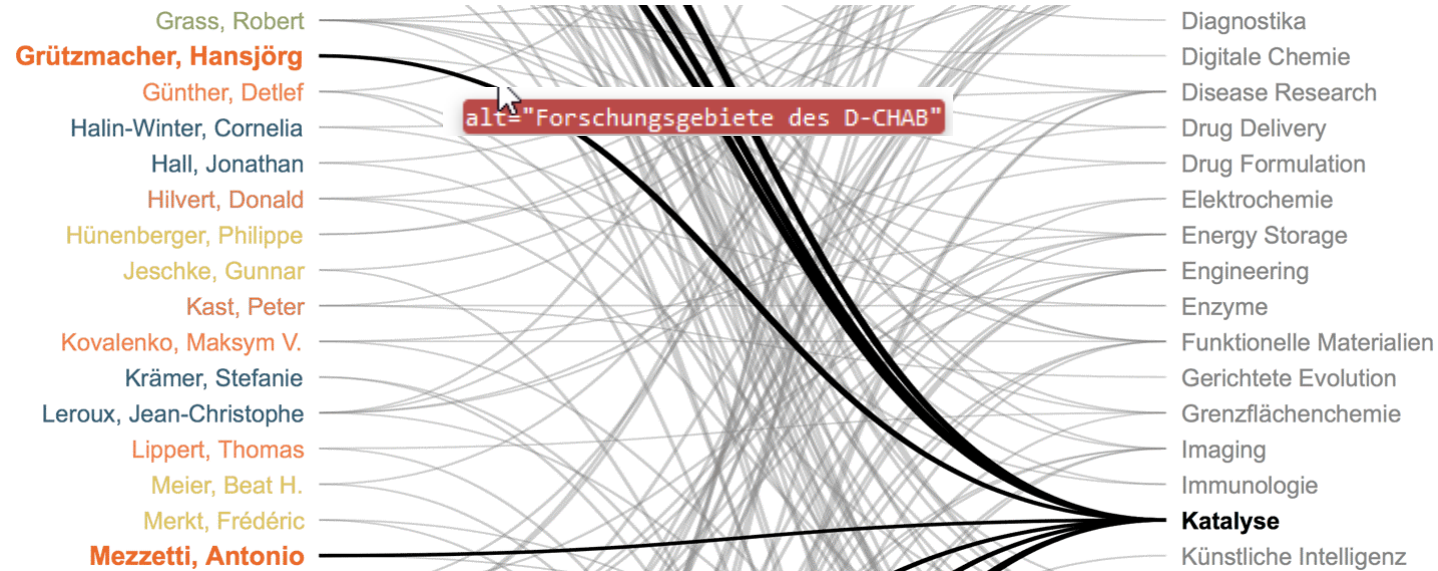 Grass, Robert
Grützmacher, Hansjörg
Günther, Detlef
Halin-Winter, Cornelia
Hall, Jonathan
Hilvert, Donald
Hünenberger, Philippe
Jeschke, Gunnar
Kast, Peter
Kovalenko, Maksym V.
Krämer, Stefanie
Leroux, Jean-Christophe
Lippert, Thomas
Meier, Beat H.
Merkt, Frédéric
Mezzetti, Antonio
alt="Forschungsgebiete des D-CHAB"
Diagnostika
Digitale Chemie
Disease Research
Drug Delivery
Drug Formulation
Elektrochemie
Energy Storage
Engineering
Enzyme
Funktionelle Materialien
Gerichtete Evolution
Grenzflächenchemie
Imaging
Immunologie
Katalyse
Künstliche Intelligenz